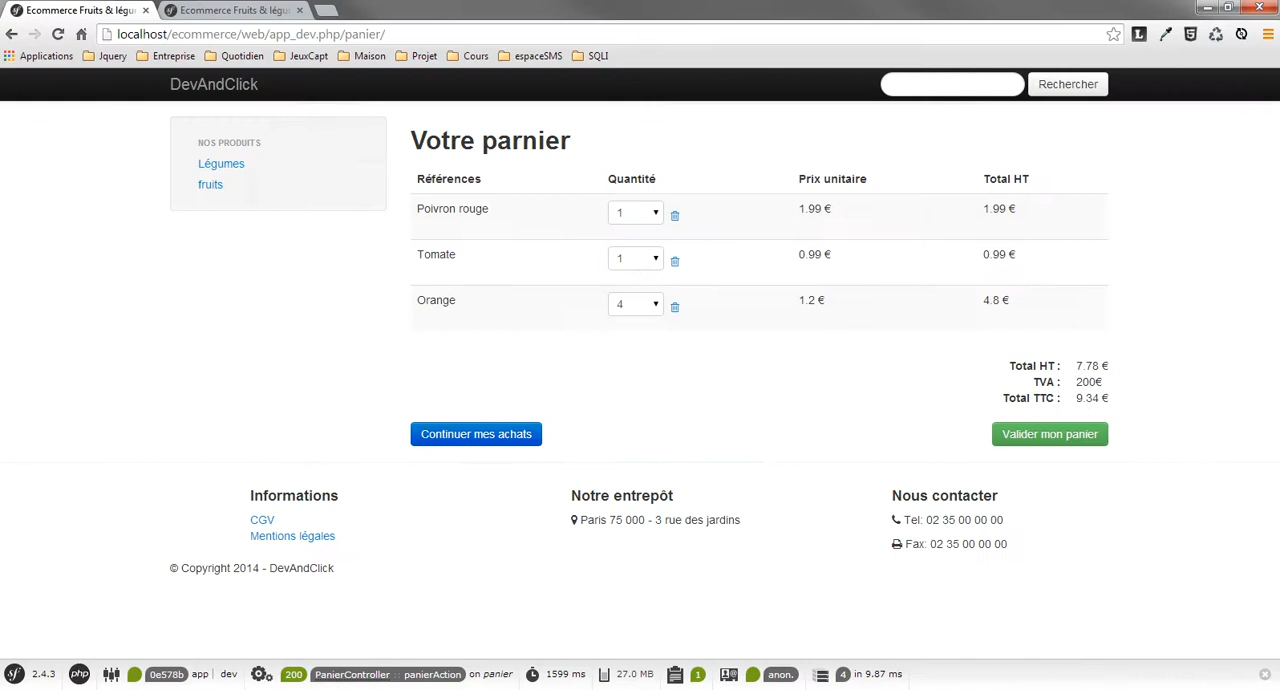 Ecommerce Fruits & légu
Ecommerce Fruits & légu
localhost/ecommerce/web/app_dev.php/panier/
Applications Jquery Entreprise Quotidien JeuxCapt Maison Projet Cours espaceSMS SQLI
DevAndClick Rechercher
NOS PRODUITS
Légumes
fruits
Votre parnier
Références Quantité Prix unitaire Total HT
Poivron rouge 1 1.99 € 1.99 €
Tomate 1 0.99 € 0.99 €
Orange 4 1.2 € 4.8 €
Total HT : 7.78 €
TVA : 200€
Total TTC : 9.34 €
Continuer mes achats Valider mon panier
Informations
CGV
Mentions légales
Notre entrepôt
Paris 75 000 - 3 rue des jardins
Nous contacter
Tel: 02 35 00 00 00
Fax: 02 35 00 00 00
© Copyright 2014 - DevAndClick
sf 2.4.3 php 0e578b app dev 200 PanierController :: panierAction on panier 1599 ms 27.0 MB 1 anon. 4 in 9.87 ms